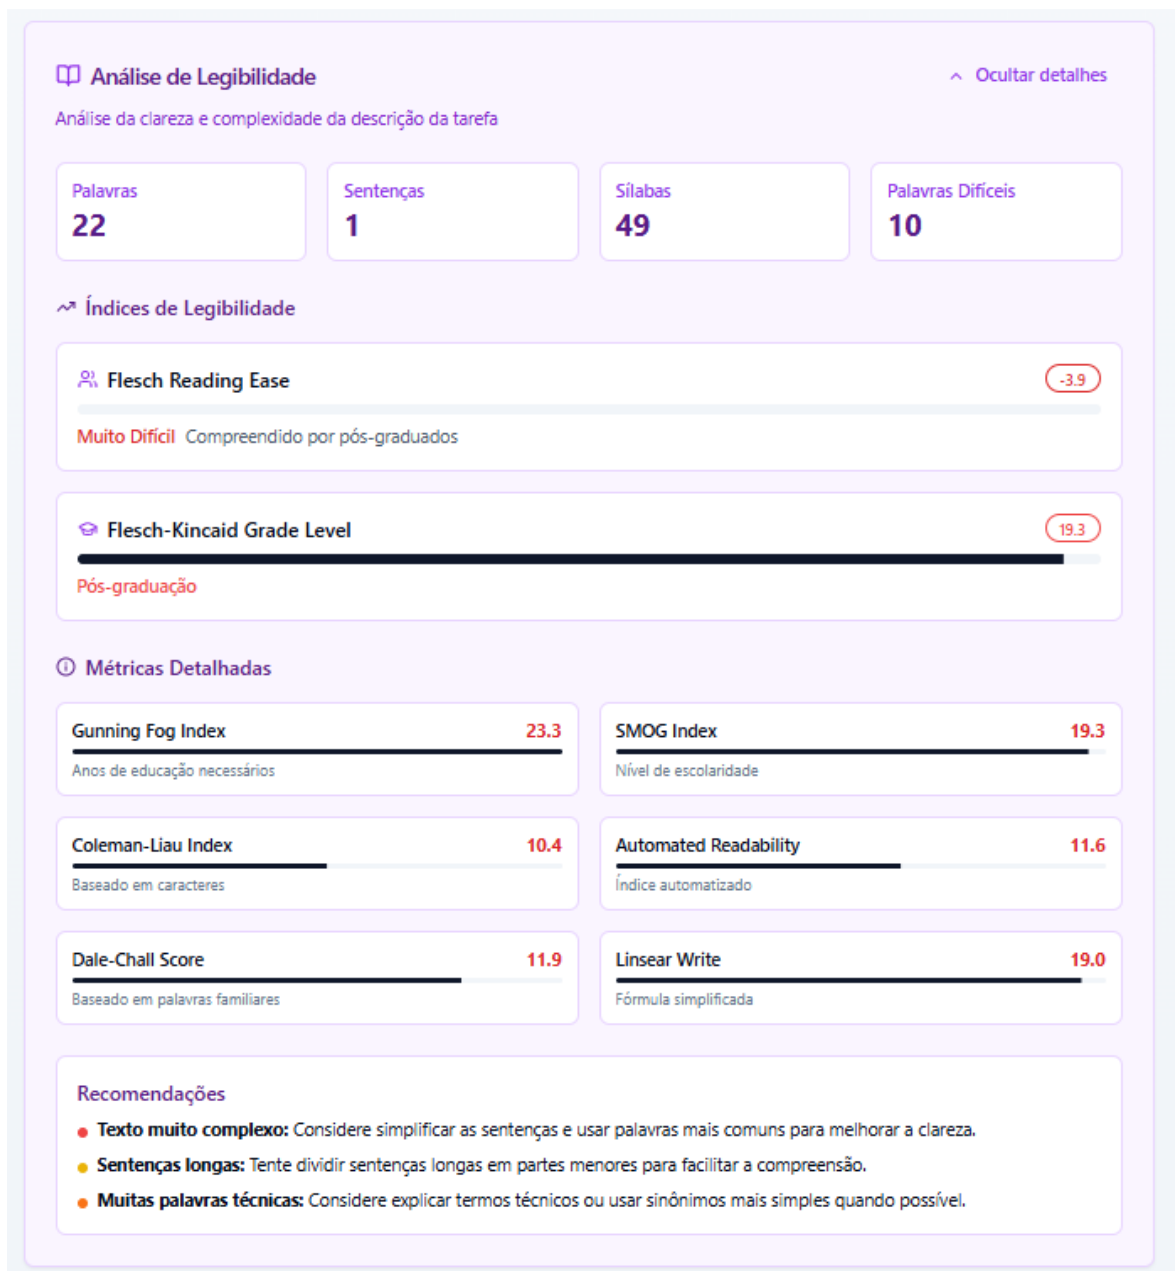 Análise de Legibilidade
Ocultar detalhes
Análise da clareza e complexidade da descrição da tarefa
Palavras
22
Sentenças
1
Sílabas
49
Palavras Difíceis
10
Índices de Legibilidade
Flesch Reading Ease
-3.9
Muito Difícil Compreendido por pós-graduados
Flesch-Kincaid Grade Level
19.3
Pós-graduação
Métricas Detalhadas
Gunning Fog Index
23.3
Anos de educação necessários
SMOG Index
19.3
Nível de escolaridade
Coleman-Liau Index
10.4
Baseado em caracteres
Automated Readability
11.6
Índice automatizado
Dale-Chall Score
11.9
Baseado em palavras familiares
Linsear Write
19.0
Fórmula simplificada
Recomendações
Texto muito complexo: Considere simplificar as sentenças e usar palavras mais comuns para melhorar a clareza.
Sentenças longas: Tente dividir sentenças longas em partes menores para facilitar a compreensão.
Muitas palavras técnicas: Considere explicar termos técnicos ou usar sinônimos mais simples quando possível.